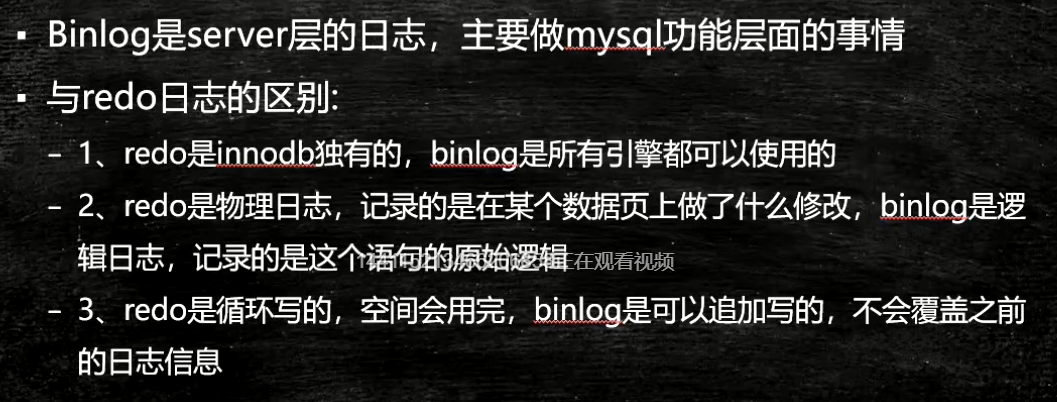 ▪ Binlog是server层的日志，主要做mysql功能层面的事情
▪ 与redo日志的区别:
– 1、redo是innodb独有的，binlog是所有引擎都可以使用的
– 2、redo是物理日志，记录的是在某个数据页上做了什么修改，binlog是逻
辑日志，记录的是这个语句的原始逻辑
正在观看视频
– 3、redo是循环写的，空间会用完，binlog是可以追加写的，不会覆盖之前
的日志信息